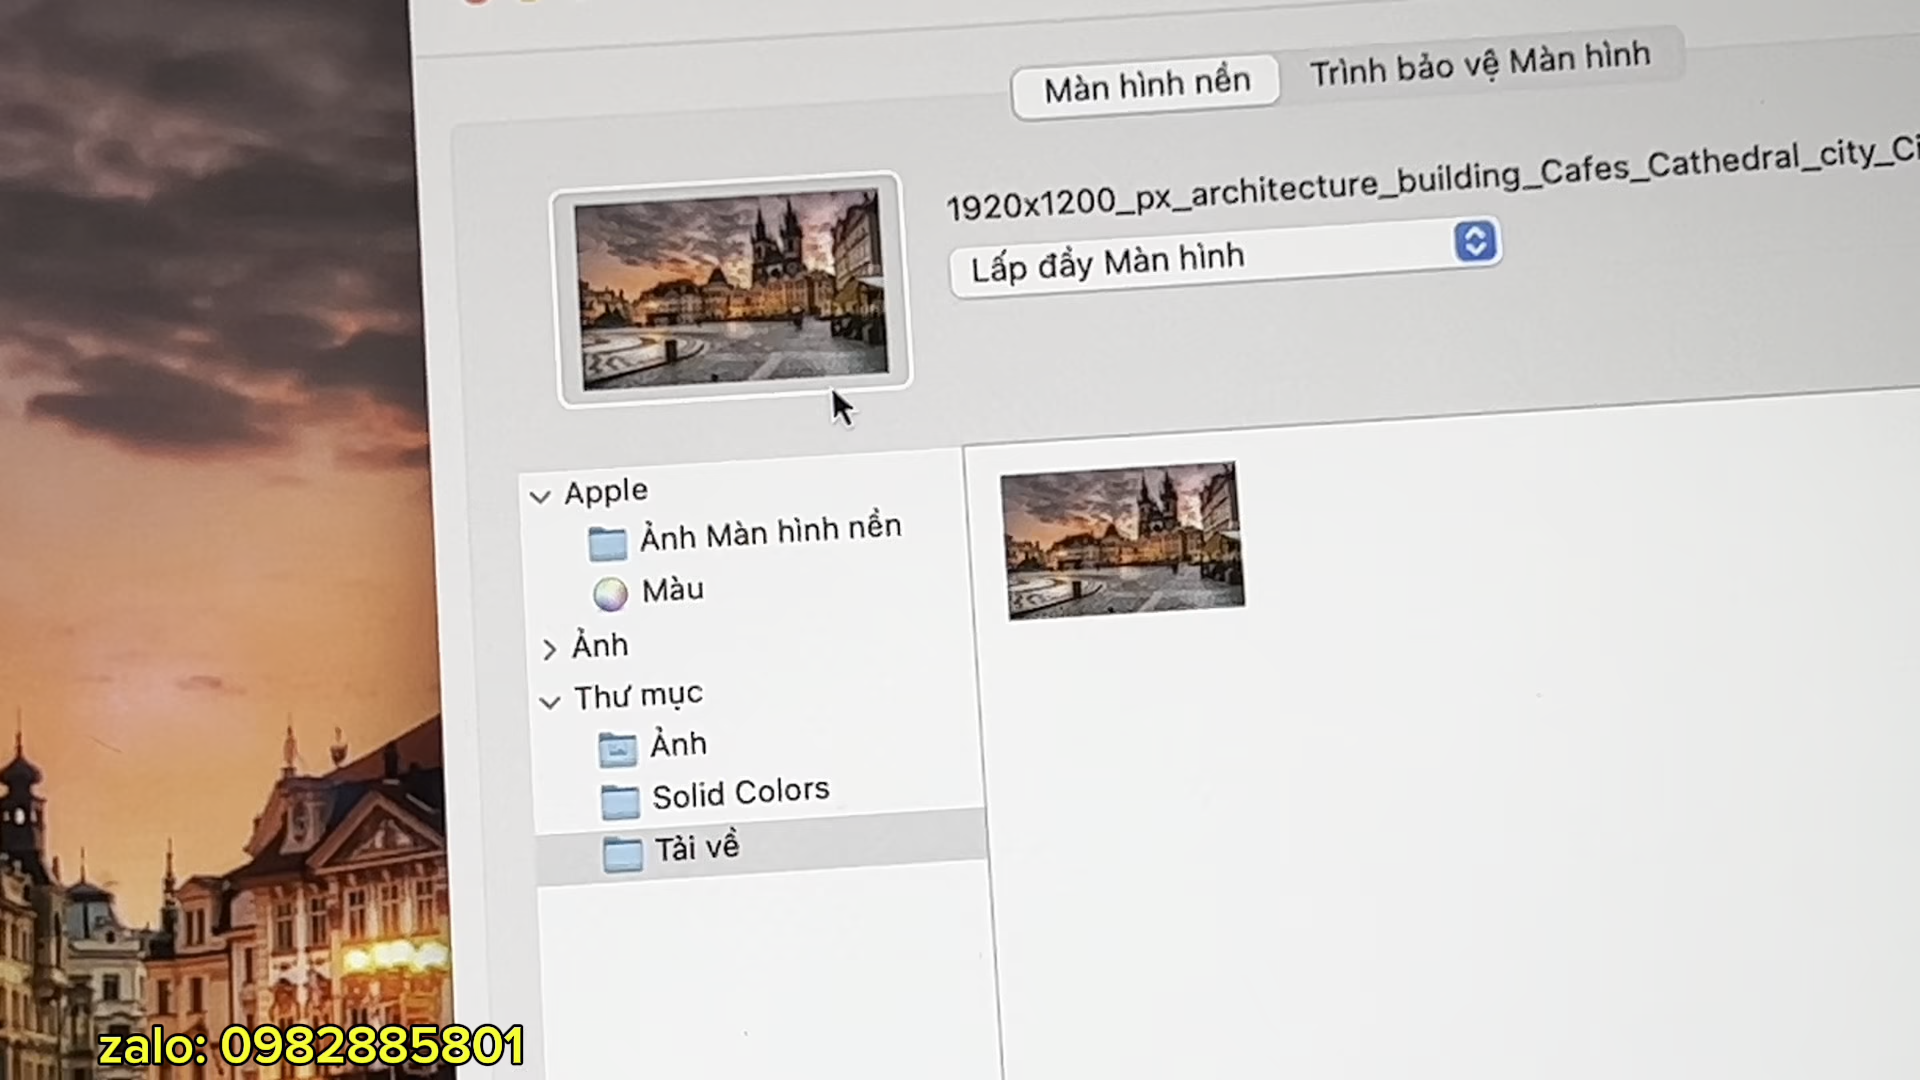 Màn hình nền
Trình bảo vệ Màn hình
1920x1200_px_architecture_building_Cafes_Cathedral_city_Ci
Lấp đầy Màn hình
Apple
Ảnh Màn hình nền
Màu
Ảnh
Thư mục
Ảnh
Solid Colors
Tải về
zalo: 0982885801